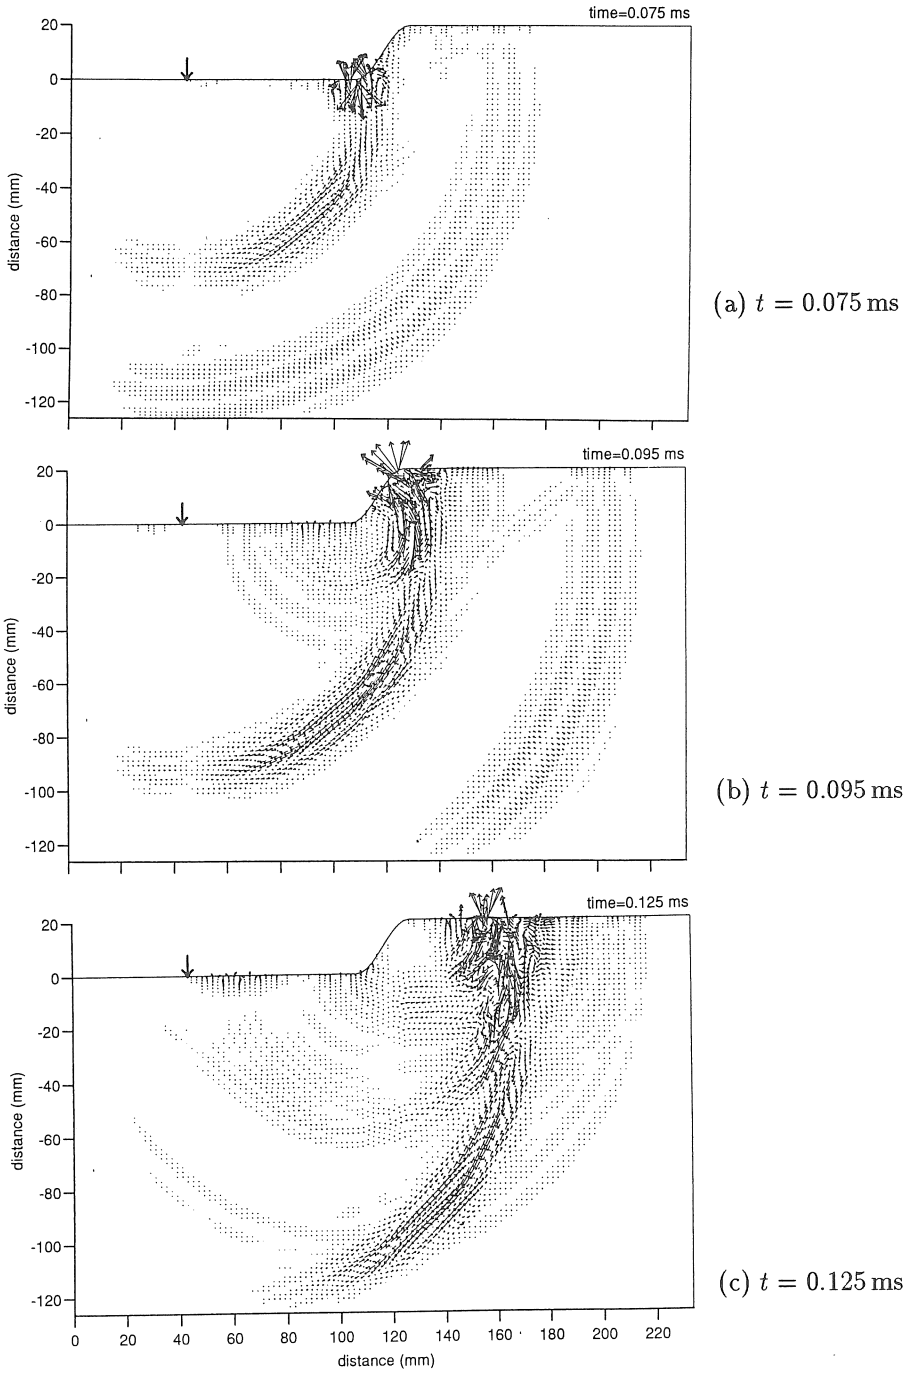 time=0.075 ms
20
0
-20
-40
-60
-80
-100
-120
distance (mm)
(a) t = 0.075 ms
time=0.095 ms
20
0
-20
-40
-60
-80
-100
-120
distance (mm)
(b) t = 0.095 ms
time=0.125 ms
20
0
-20
-40
-60
-80
-100
-120
distance (mm)
(c) t = 0.125 ms
0 20 40 60 80 100 120 140 160 180 200 220
distance (mm)